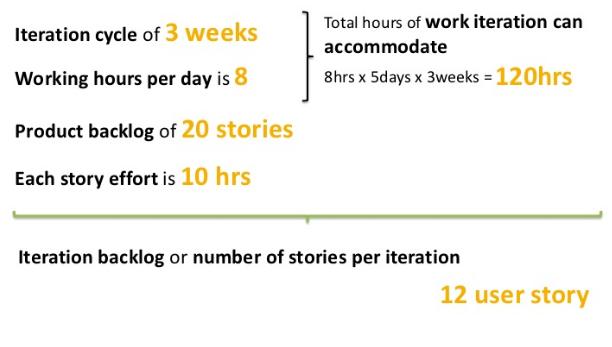 Iteration cycle of 3 weeks
Total hours of work iteration can
accommodate
Working hours per day is 8
8hrs x 5days x 3weeks = 120hrs
Product backlog of 20 stories
Each story effort is 10 hrs
Iteration backlog or number of stories per iteration
12 user story